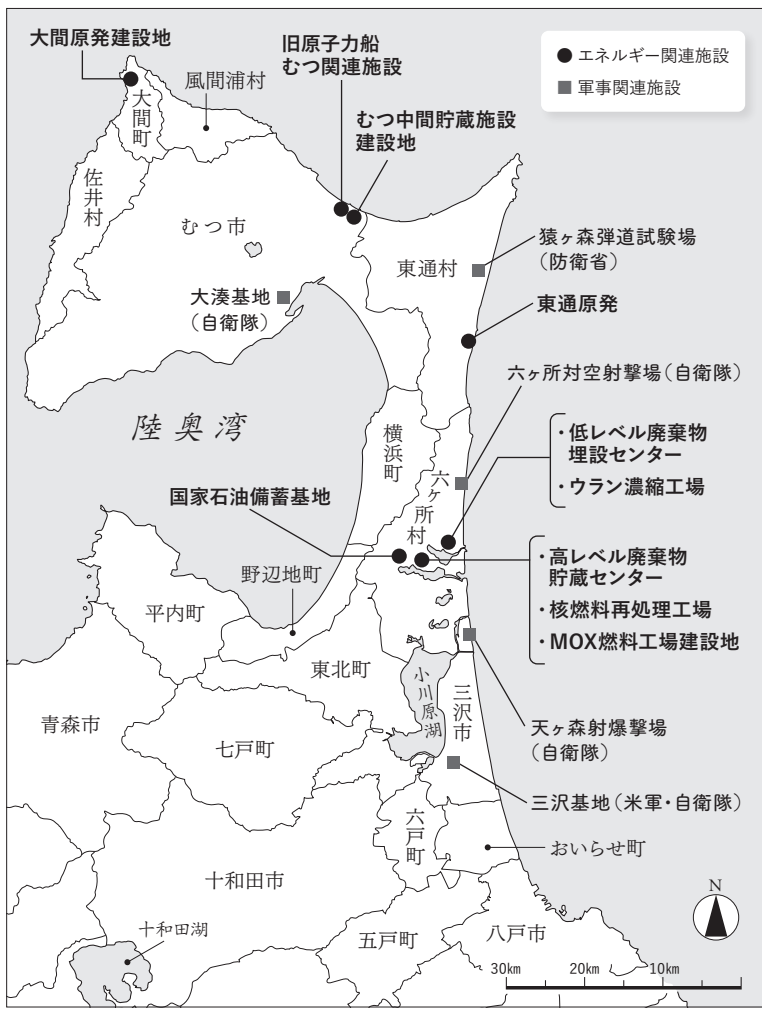 大間原発建設地
旧原子力船
むつ関連施設
● エネルギー関連施設
■ 軍事関連施設
風間浦村
大間町
むつ中間貯蔵施設
建設地
佐井村
むつ市
東通村
猿ヶ森弾道試験場
(防衛省)
大湊基地
(自衛隊)
東通原発
六ヶ所対空射撃場(自衛隊)
陸奥湾
横浜町
六ヶ所村
・低レベル廃棄物
埋設センター
・ウラン濃縮工場
国家石油備蓄基地
・高レベル廃棄物
貯蔵センター
・核燃料再処理工場
・MOX燃料工場建設地
野辺地町
平内町
東北町
小川原湖
三沢市
青森市
七戸町
天ヶ森射爆撃場
(自衛隊)
三沢基地(米軍・自衛隊)
六戸町
おいらせ町
十和田市
十和田湖
五戸町
八戸市
N
30km 20km 10km